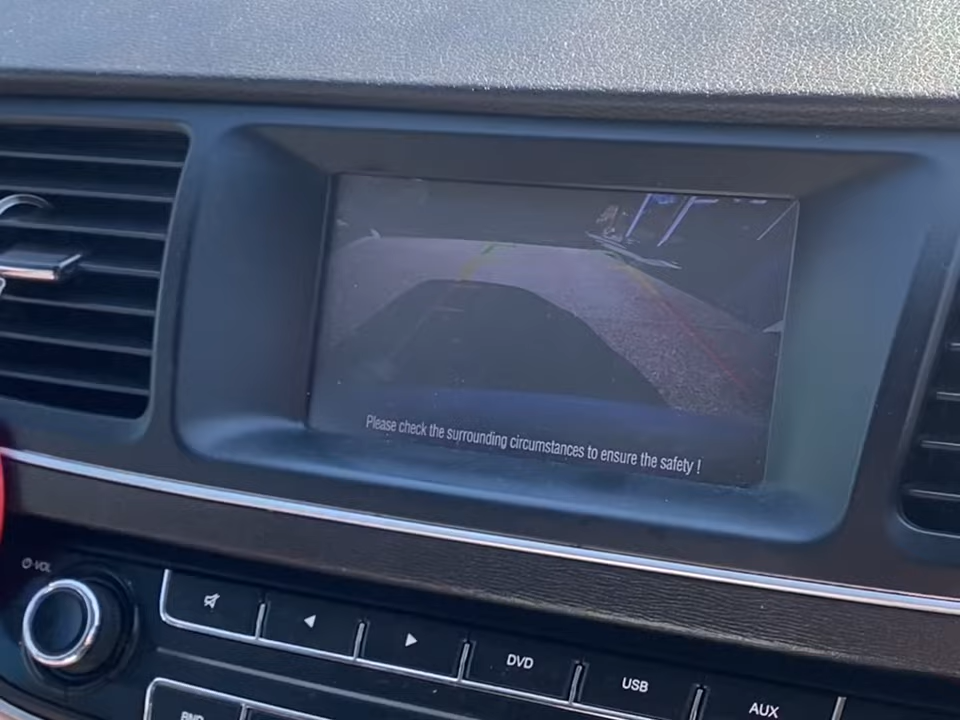 Please check the surrounding circumstances to ensure the safety !
VOL
DVD
USB
AUX